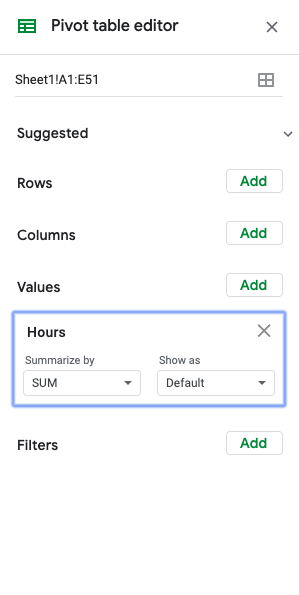 Pivot table editor
Sheet1!A1:E51
Suggested
Rows Add
Columns Add
Values Add
Hours
Summarize by Show as
SUM Default
Filters Add